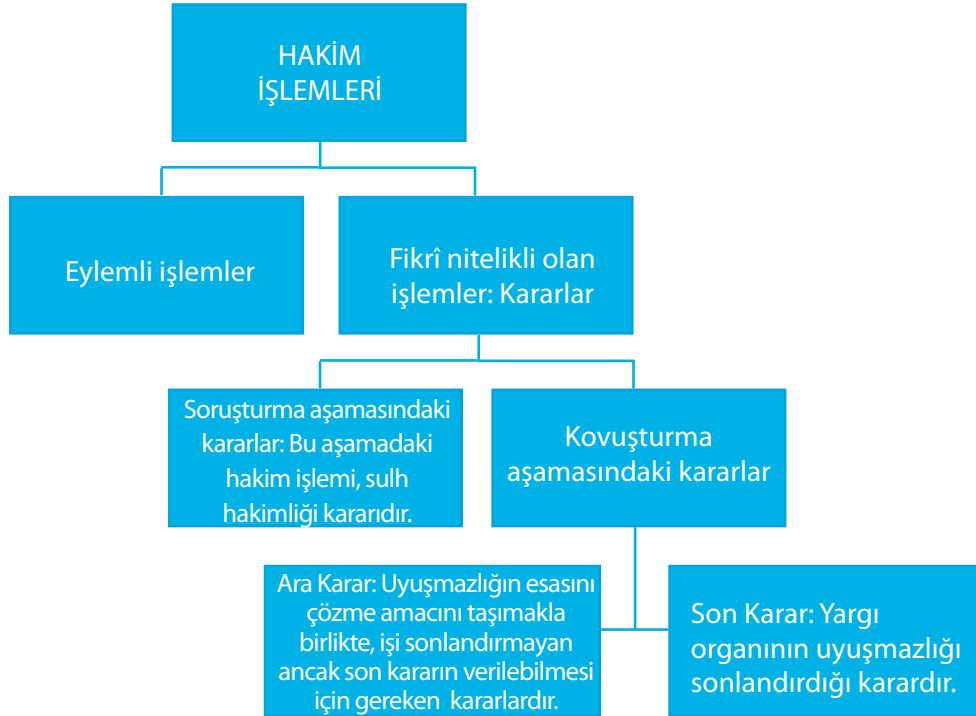 HAKİM
İŞLEMLERİ
Eylemli işlemler
Fikrî nitelikli olan
işlemler: Kararlar
Soruşturma aşamasındaki
kararlar: Bu aşamadaki
hakim işlemi, sulh
hakimliği kararıdır.
Kovuşturma
aşamasındaki kararlar
Ara Karar: Uyuşmazlığın esasını
çözme amacını taşımakla
birlikte, işi sonlandırmayan
ancak son kararın verilebilmesi
için gereken kararlardır.
Son Karar: Yargı
organının uyuşmazlığı
sonlandırdığı karardır.